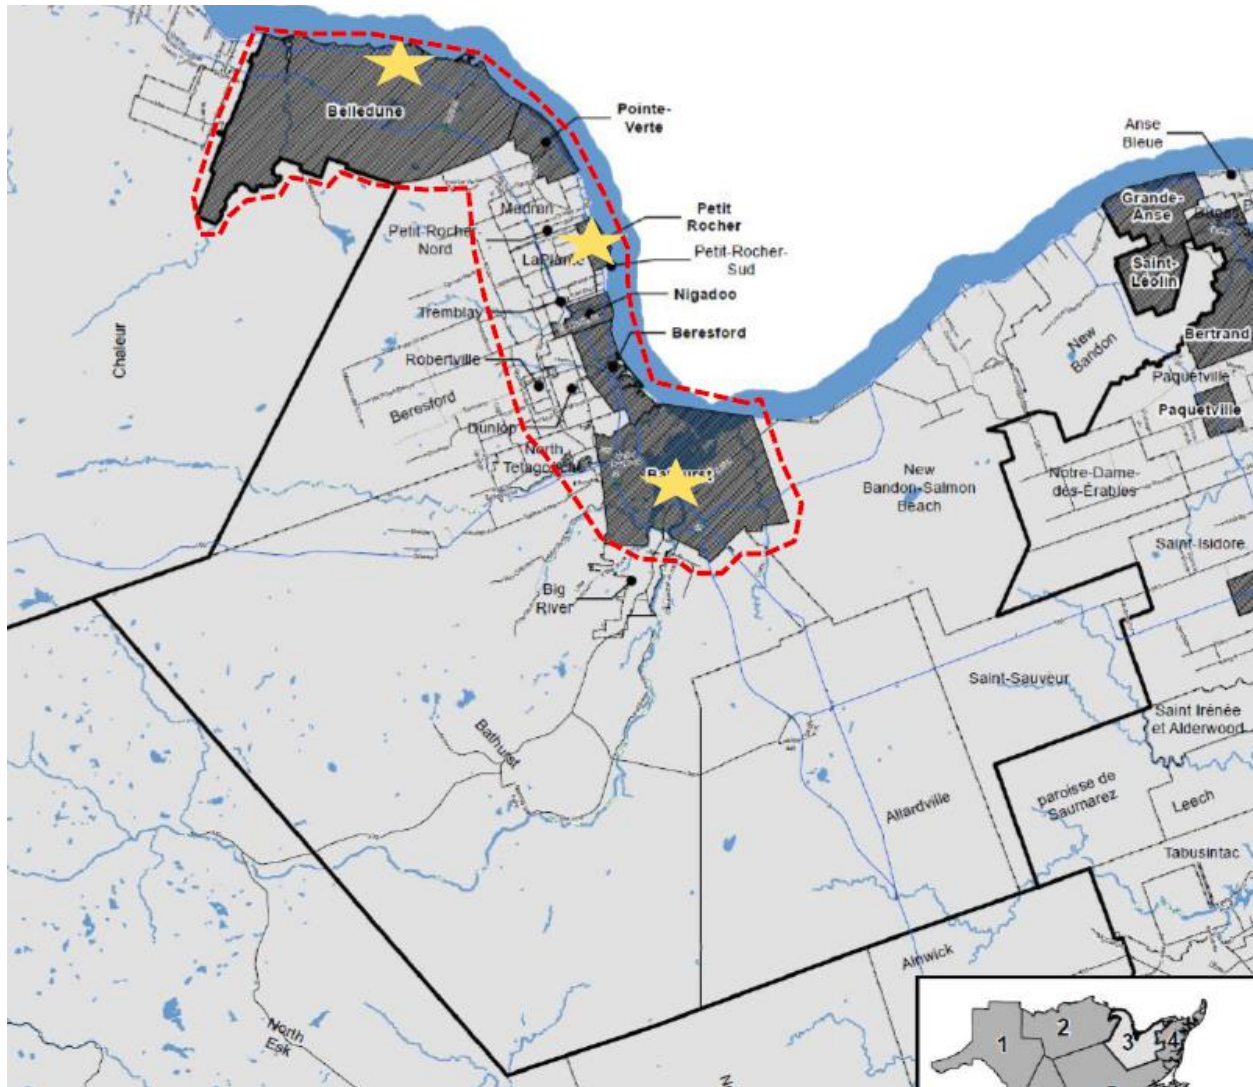 Belledune
Pointe-
Verte
Anse
Bleue
Grande-
Anse
Madran
Petit-Rocher-
Nord
LaPlante
Petit
Rocher
Petit-Rocher-
Sud
Saint-
Léolin
Tremblay
Nigadoo
Chaleur
Robertville
Beresford
Beresford
New
Bandon
Bertrand
Paquetville
Paquetville
Dunlop
North
Tetagouche
Bathurst
New
Bandon-Salmon
Beach
Notre-Dame-
des-Érables
Saint-Isidore
Big
River
Saint-Sauveur
Saint Irénée
et Alderwood
Bathurst
Allardville
paroisse de
Saumarez
Leech
Tabusintac
Alnwick
North
Esk
1
2
3
4